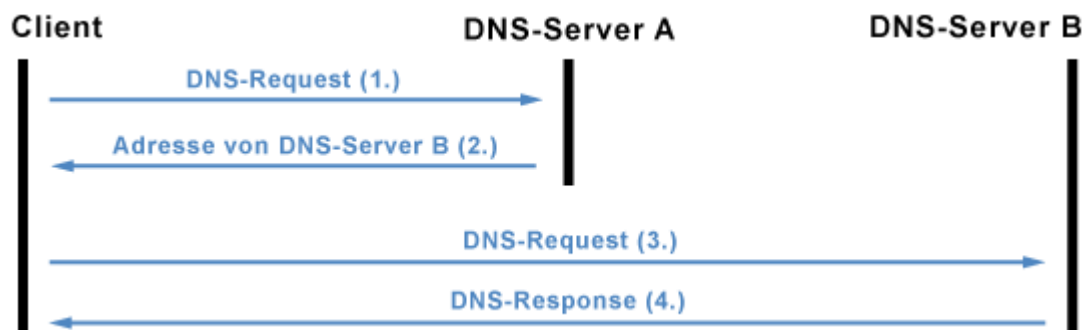 Client
DNS-Server A
DNS-Server B
DNS-Request (1.)
Adresse von DNS-Server B (2.)
DNS-Request (3.)
DNS-Response (4.)